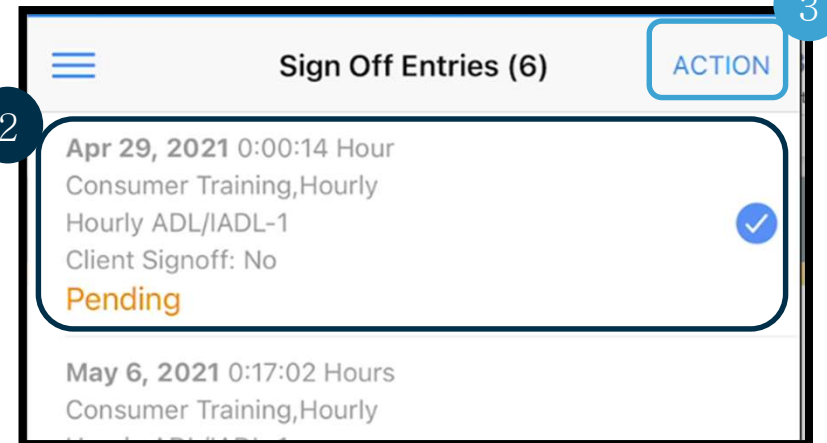 3
Sign Off Entries (6)
ACTION
2
Apr 29, 2021 0:00:14 Hour
Consumer Training,Hourly
Hourly ADL/IADL-1
Client Signoff: No
Pending
May 6, 2021 0:17:02 Hours
Consumer Training,Hourly